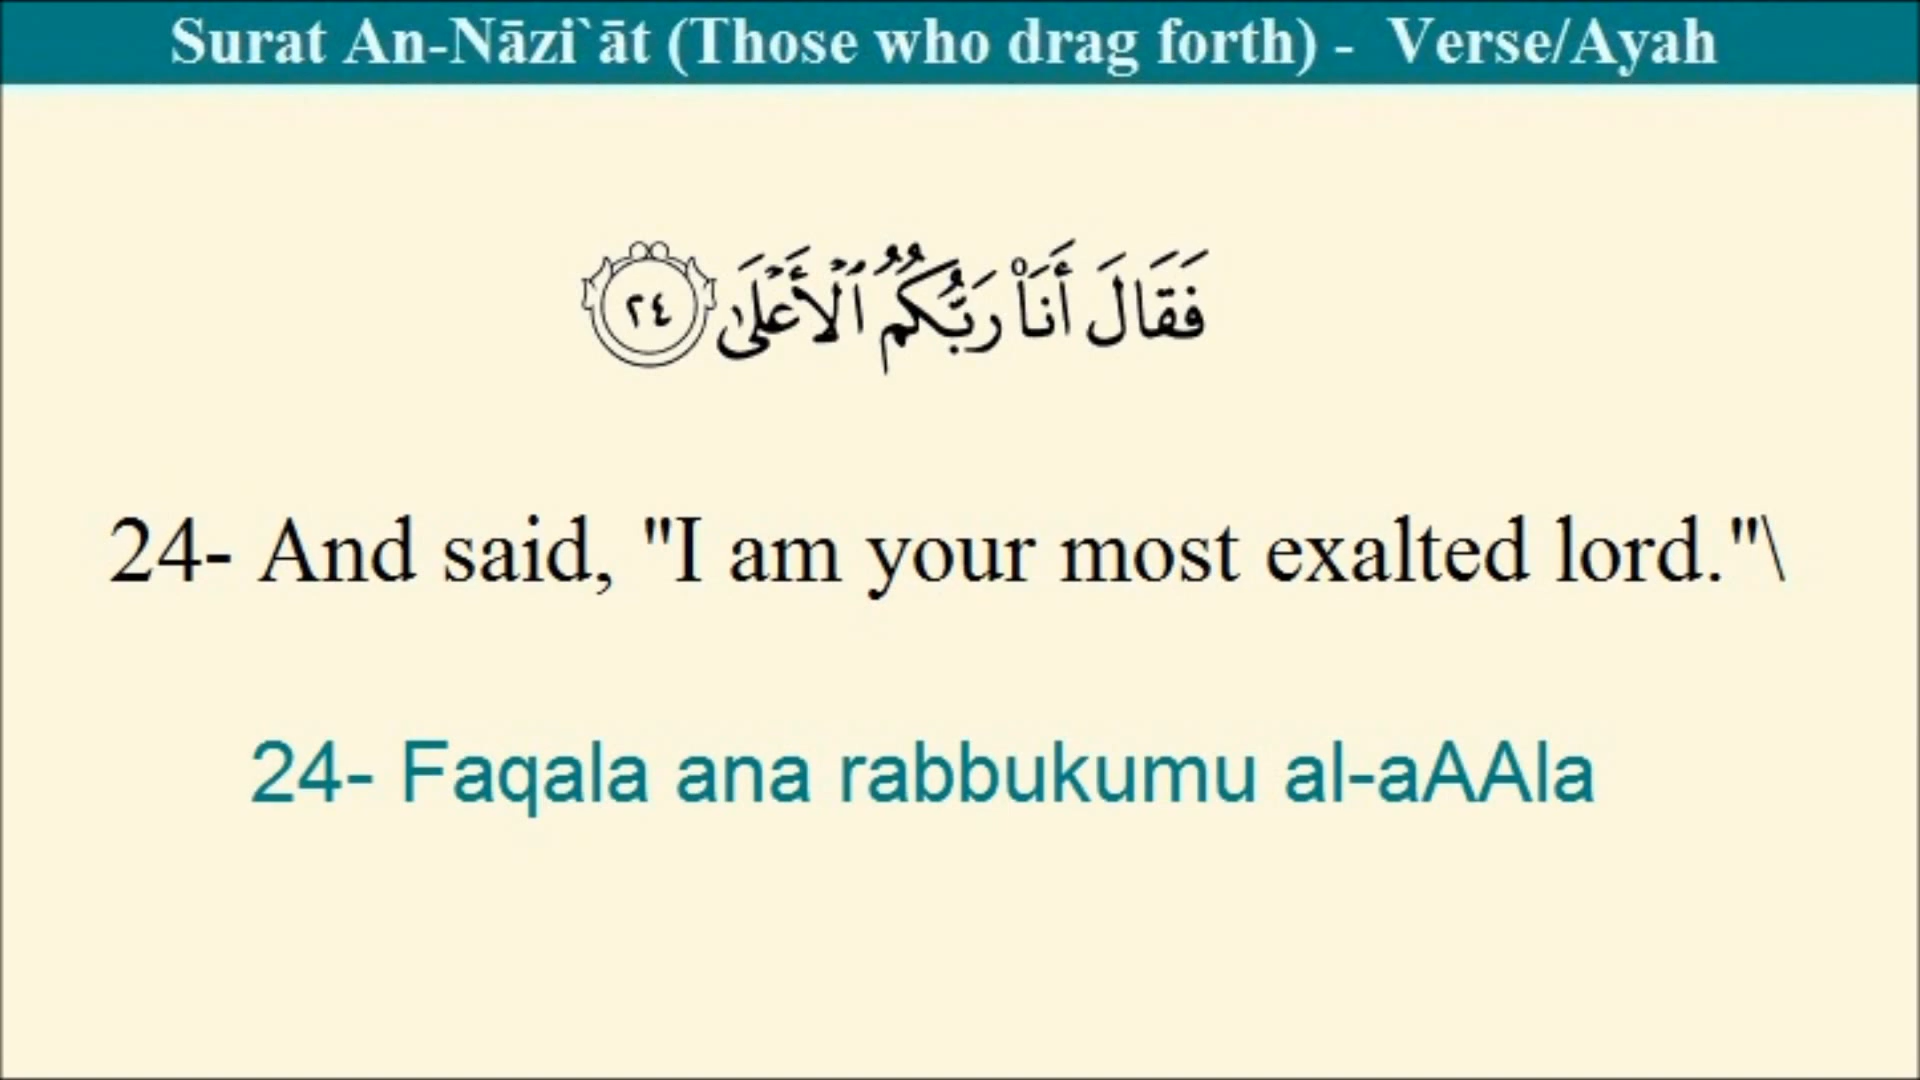 Surat An-Nāzi`āt (Those who drag forth) - Verse/Ayah
فَقَالَ أَنَا۠ رَبُّكُمُ ٱلْأَعْلَىٰ ٢٤
24- And said, "I am your most exalted lord."\
24- Faqala ana rabbukumu al-aAAla